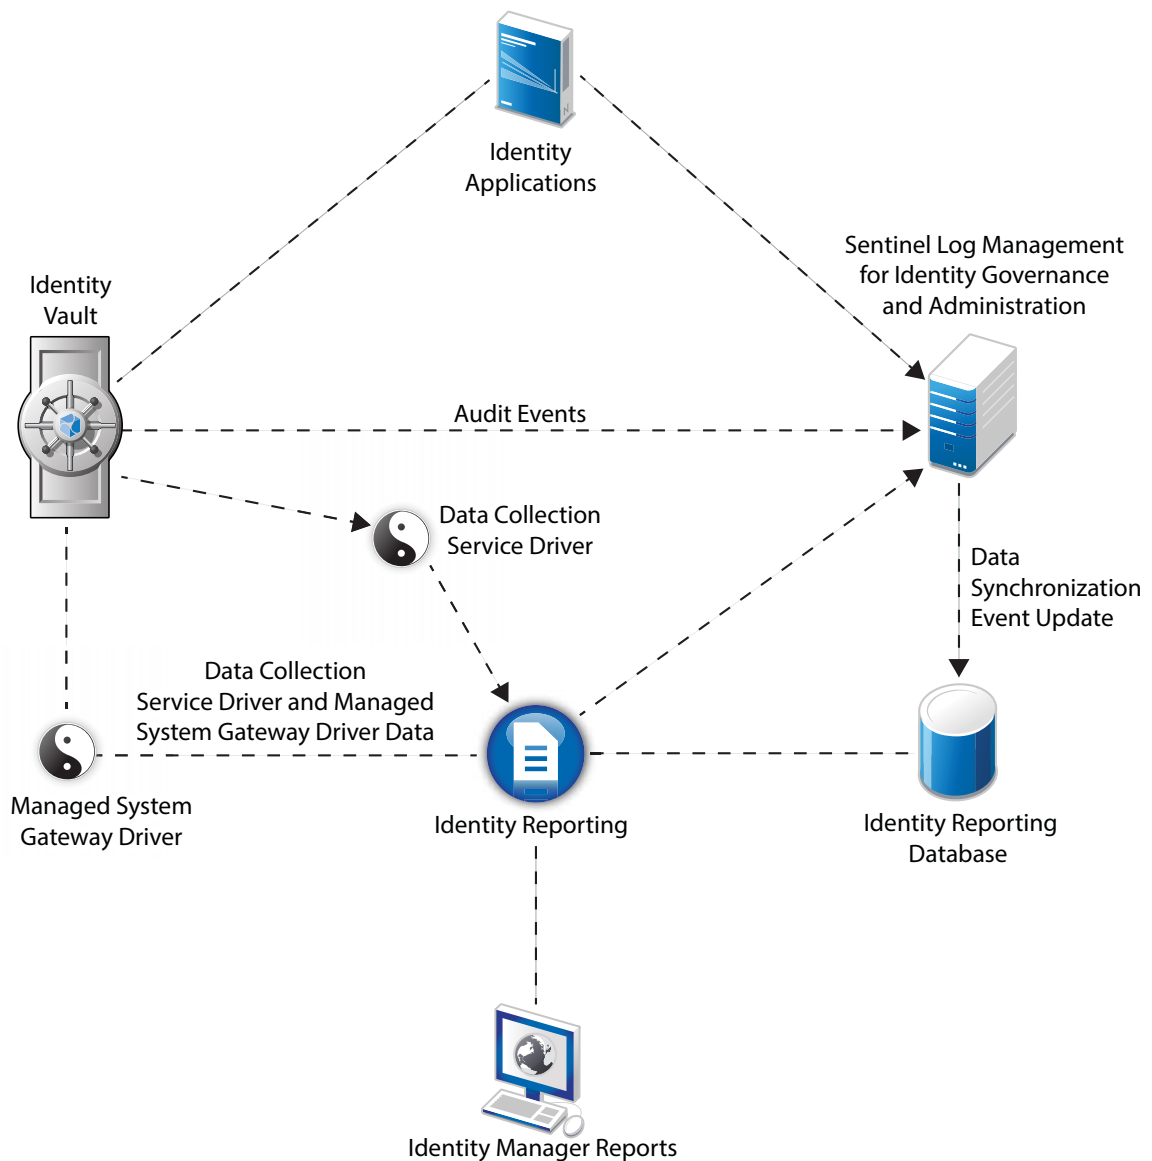 Identity
Applications
Sentinel Log Management
for Identity Governance
and Administration
Identity
Vault
Audit Events
Data Collection
Service Driver
Data
Synchronization
Event Update
Data Collection
Service Driver and Managed
System Gateway Driver Data
Managed System
Gateway Driver
Identity Reporting
Identity Reporting
Database
Identity Manager Reports